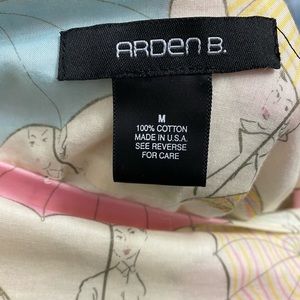 ARDEN B.
M
100% COTTON
MADE IN U.S.A
SEE REVERSE
FOR CARE